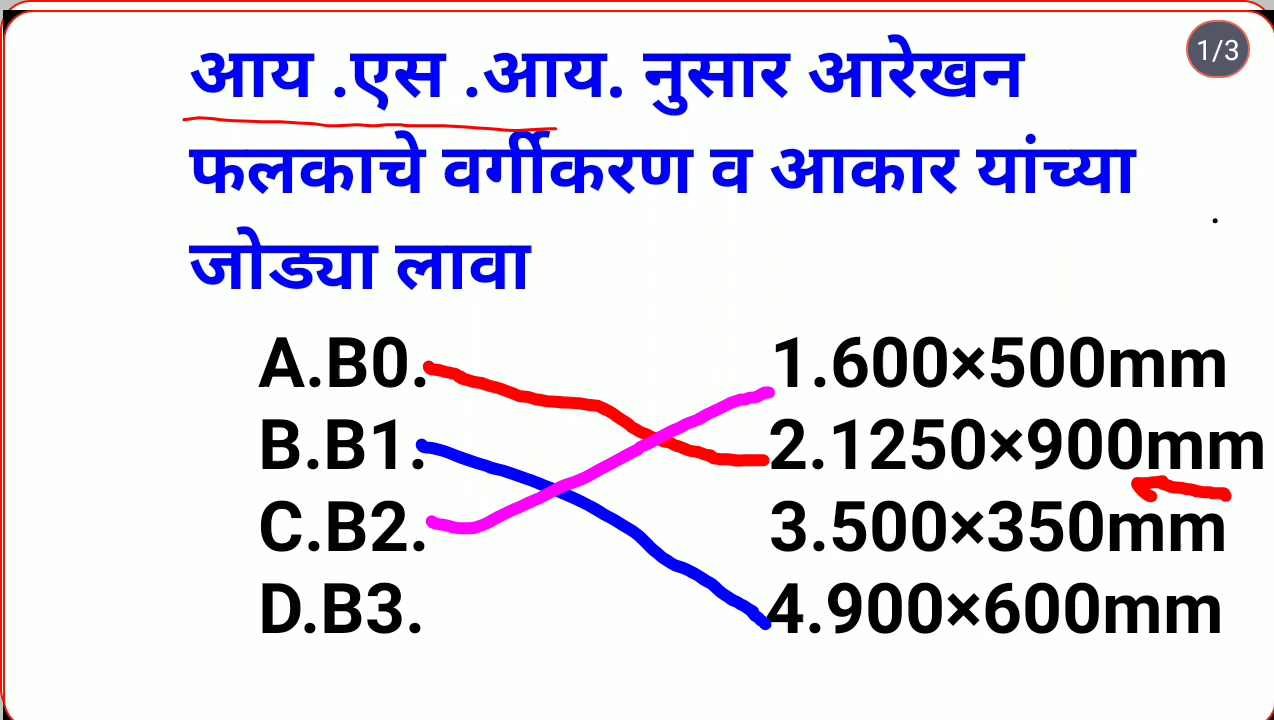 1/3
आय .एस .आय. नुसार आरेखन
फलकाचे वर्गीकरण व आकार यांच्या
जोड्या लावा
A.B0. 1.600×500mm
B.B1. 2.1250×900mm
C.B2. 3.500×350mm
D.B3. 4.900×600mm